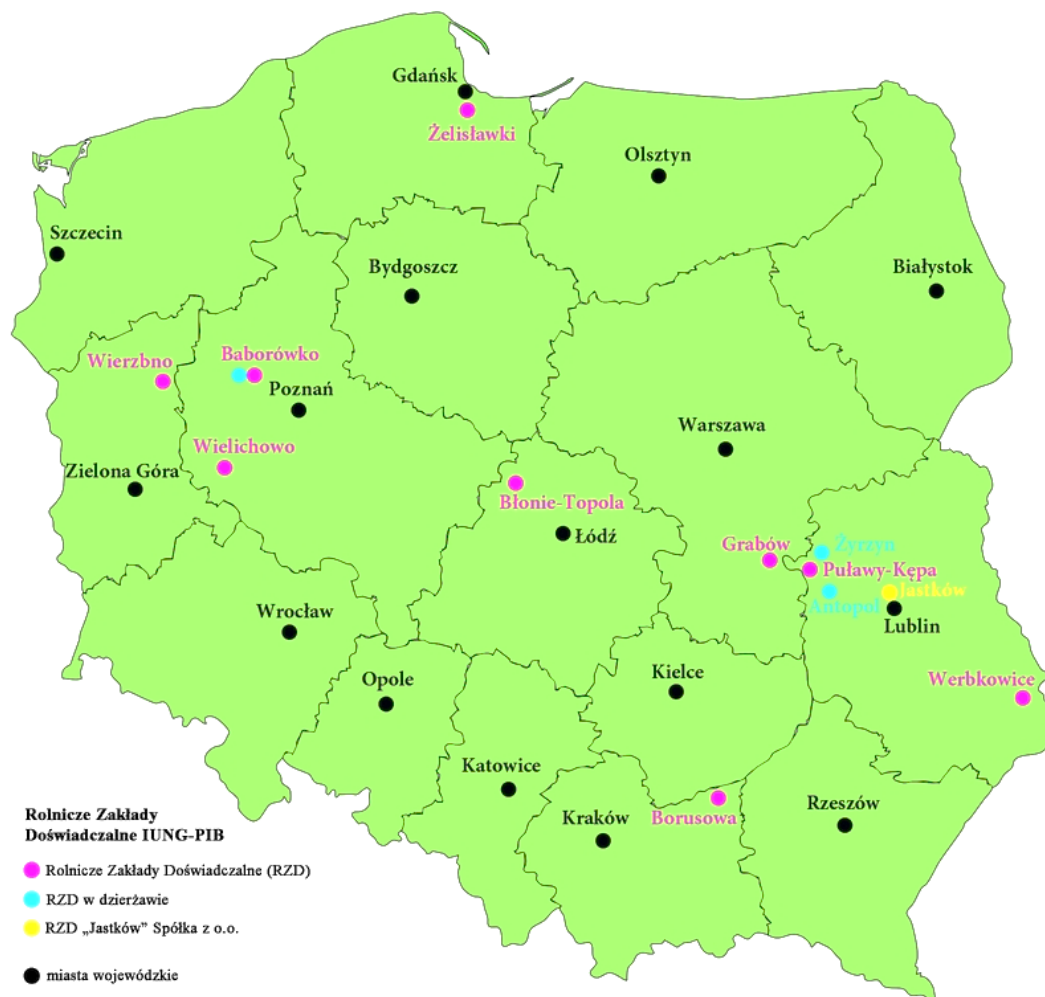 Gdańsk
Żelisławki
Olsztyn
Szczecin
Bydgoszcz
Białystok
Wierzbno
Baborówko
Poznań
Warszawa
Wielichowo
Zielona Góra
Błonie-Topola
Łódź
Grabów
Żyrzyn
Puławy-Kępa
Antopol
Jastków
Lublin
Wrocław
Kielce
Opole
Werbkowice
Katowice
Borusowa
Kraków
Rzeszów
Rolnicze Zakłady
Doświadczalne IUNG-PIB
Rolnicze Zakłady Doświadczalne (RZD)
RZD w dzierżawie
RZD „Jastków” Spółka z o.o.
miasta wojewódzkie